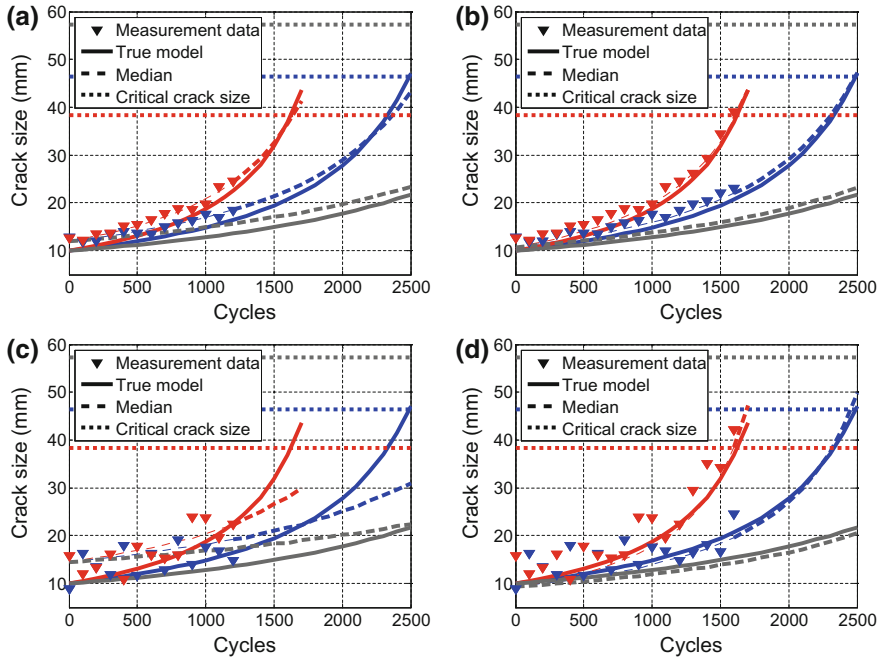 (a)
60
50
40
30
20
10
Crack size (mm)
Measurement data
True model
Median
Critical crack size
0 500 1000 1500 2000 2500
Cycles
(b)
60
50
40
30
20
10
Crack size (mm)
Measurement data
True model
Median
Critical crack size
0 500 1000 1500 2000 2500
Cycles
(c)
60
50
40
30
20
10
Crack size (mm)
Measurement data
True model
Median
Critical crack size
0 500 1000 1500 2000 2500
Cycles
(d)
60
50
40
30
20
10
Crack size (mm)
Measurement data
True model
Median
Critical crack size
0 500 1000 1500 2000 2500
Cycles